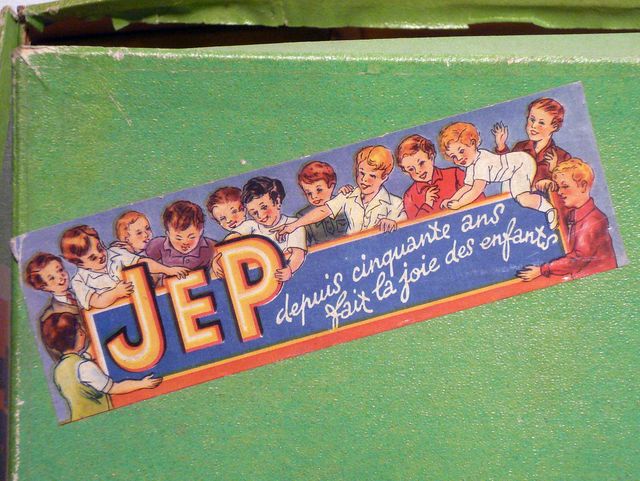 JEP
depuis cinquante ans
fait la joie des enfants